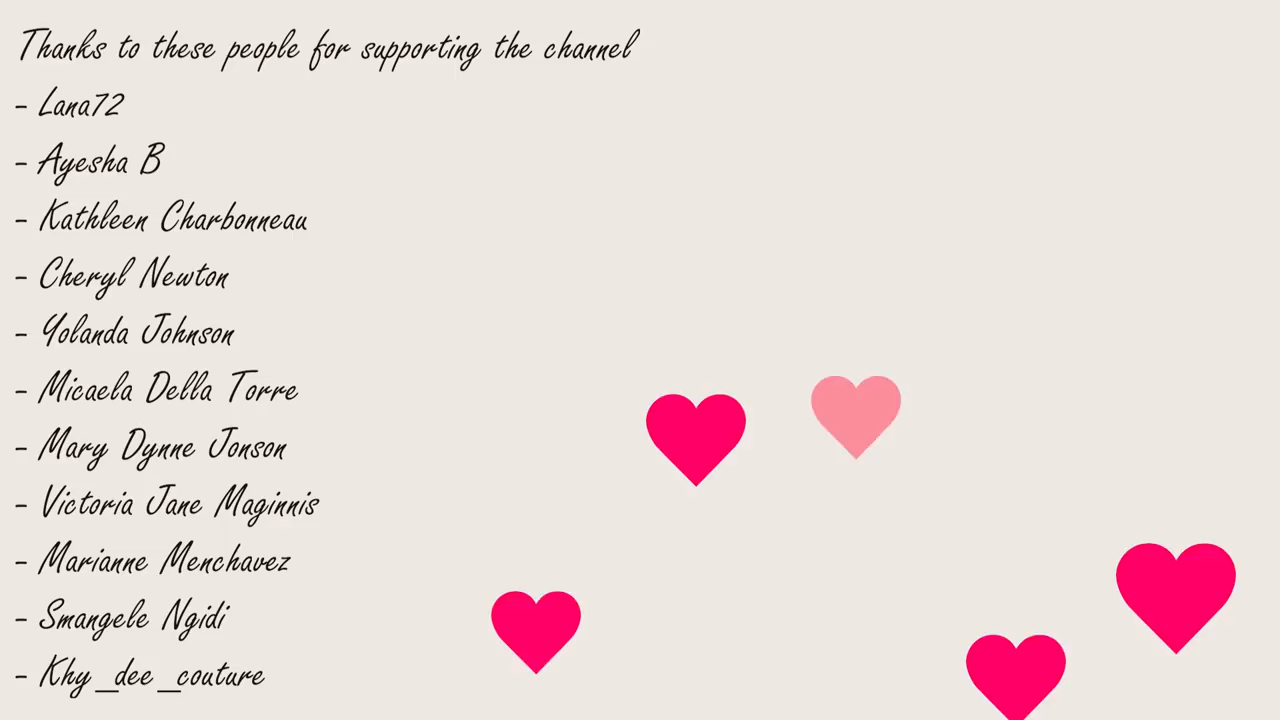 Thanks to these people for supporting the channel
- Lana72
- Ayesha B
- Kathleen Charbonneau
- Cheryl Newton
- Yolanda Johnson
- Micaela Della Torre
- Mary Dynne Jonson
- Victoria Jane Maginnis
- Marianne Menchavez
- Smangele Ngidi
- Khy_dee_couture